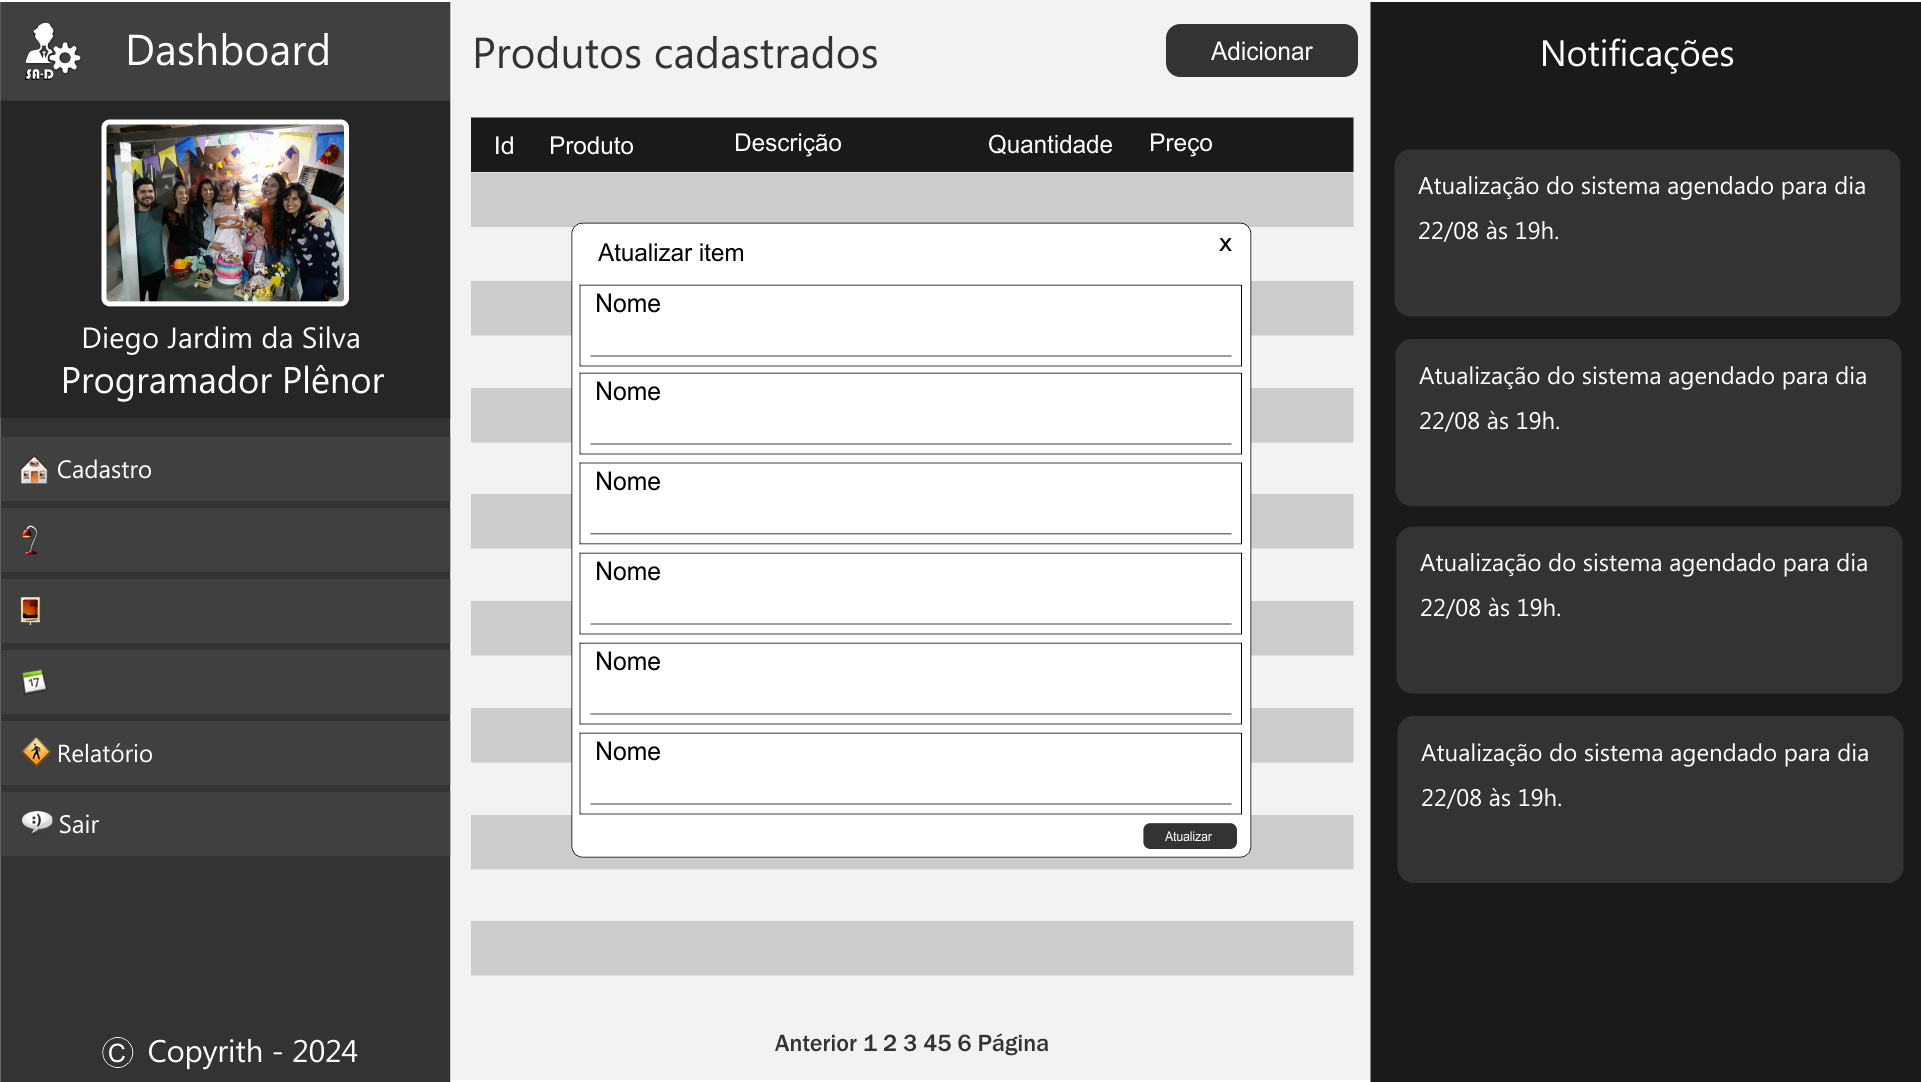 SA-D
Dashboard
Diego Jardim da Silva
Programador Plênor
Cadastro
17
Relatório
:)
Sair
© Copyrith - 2024
Produtos cadastrados
Adicionar
Id Produto Descrição Quantidade Preço
Atualizar item
x
Nome
Nome
Nome
Nome
Nome
Nome
Atualizar
Anterior 1 2 3 45 6 Página
Notificações
Atualização do sistema agendado para dia
22/08 às 19h.
Atualização do sistema agendado para dia
22/08 às 19h.
Atualização do sistema agendado para dia
22/08 às 19h.
Atualização do sistema agendado para dia
22/08 às 19h.